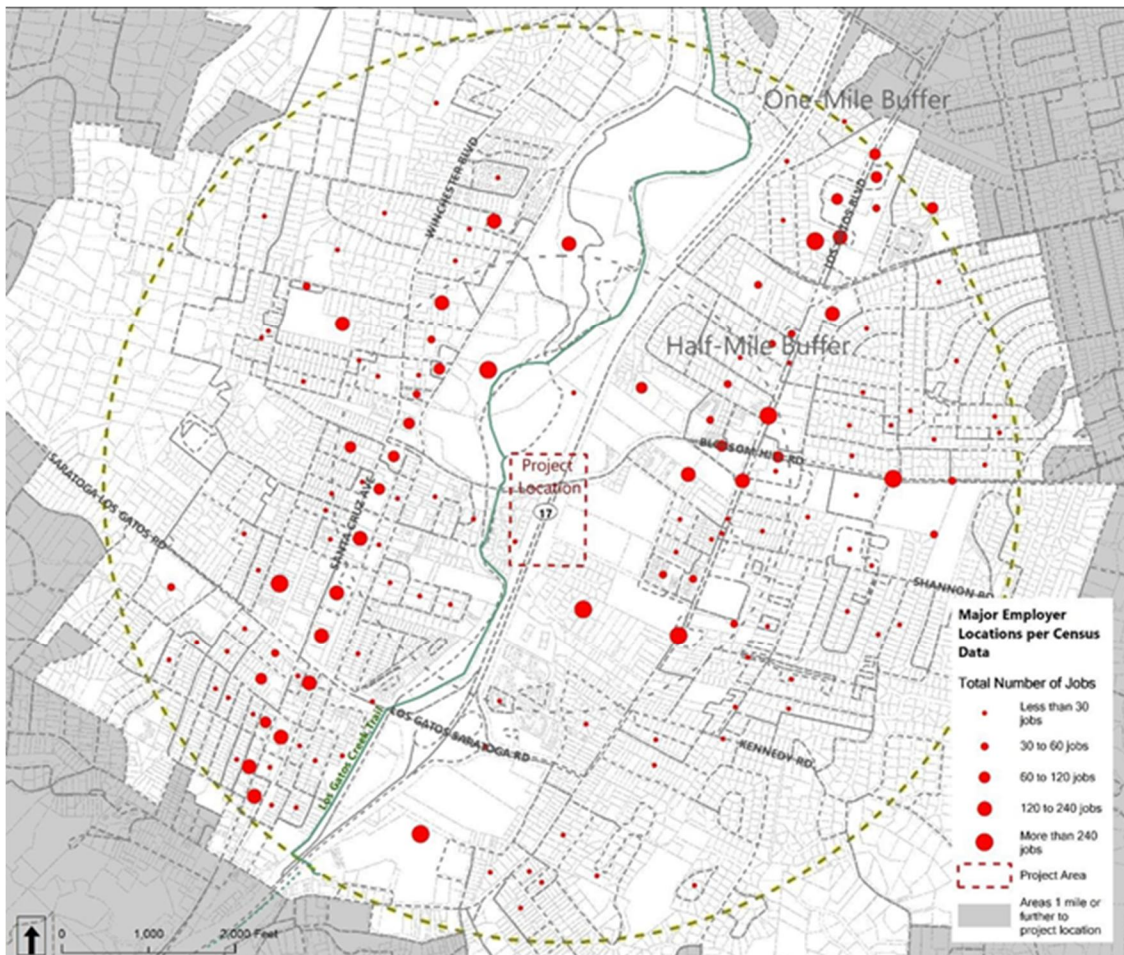 One-Mile Buffer
WINCHESTER BLVD
LOS GATOS BLVD
Half-Mile Buffer
BLOSSOM HILL RD
Project
Location
17
SARATOGA LOS GATOS RD
SANTA CRUZ AVE
SHANNON RD
LOS GATOS SARATOGA RD
Los Gatos Creek Trail
KENNEDY RD
Major Employer
Locations per Census
Data
Total Number of Jobs
Less than 30
jobs
30 to 60 jobs
60 to 120 jobs
120 to 240 jobs
More than 240
jobs
Project Area
Areas 1 mile or
further to
project location
0 1,000 2,000 Feet